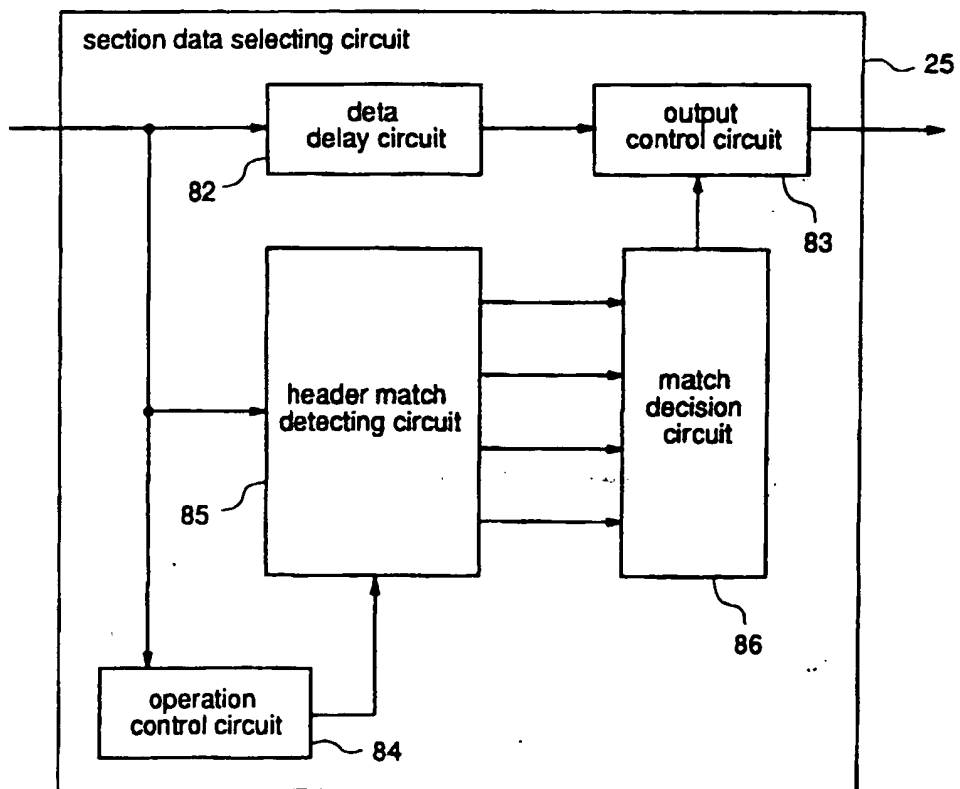 section data selecting circuit
25
deta
delay circuit
82
output
control circuit
83
header match
detecting circuit
85
match
decision
circuit
86
operation
control circuit
84